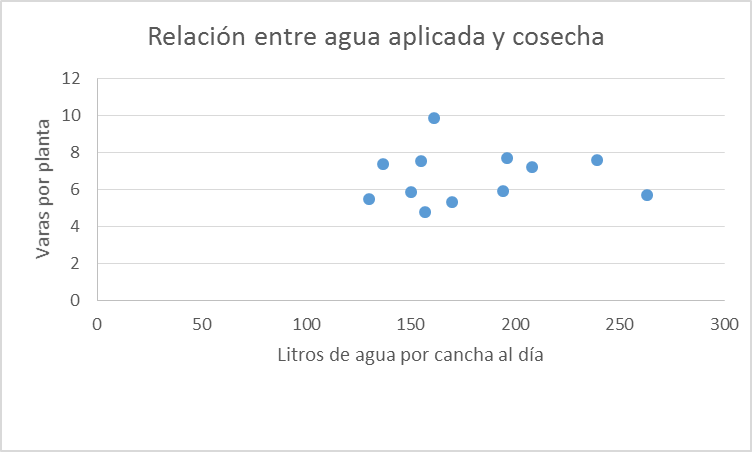 Relación entre agua aplicada y cosecha
Varas por planta
12
10
8
6
4
2
0
0 50 100 150 200 250 300
Litros de agua por cancha al día